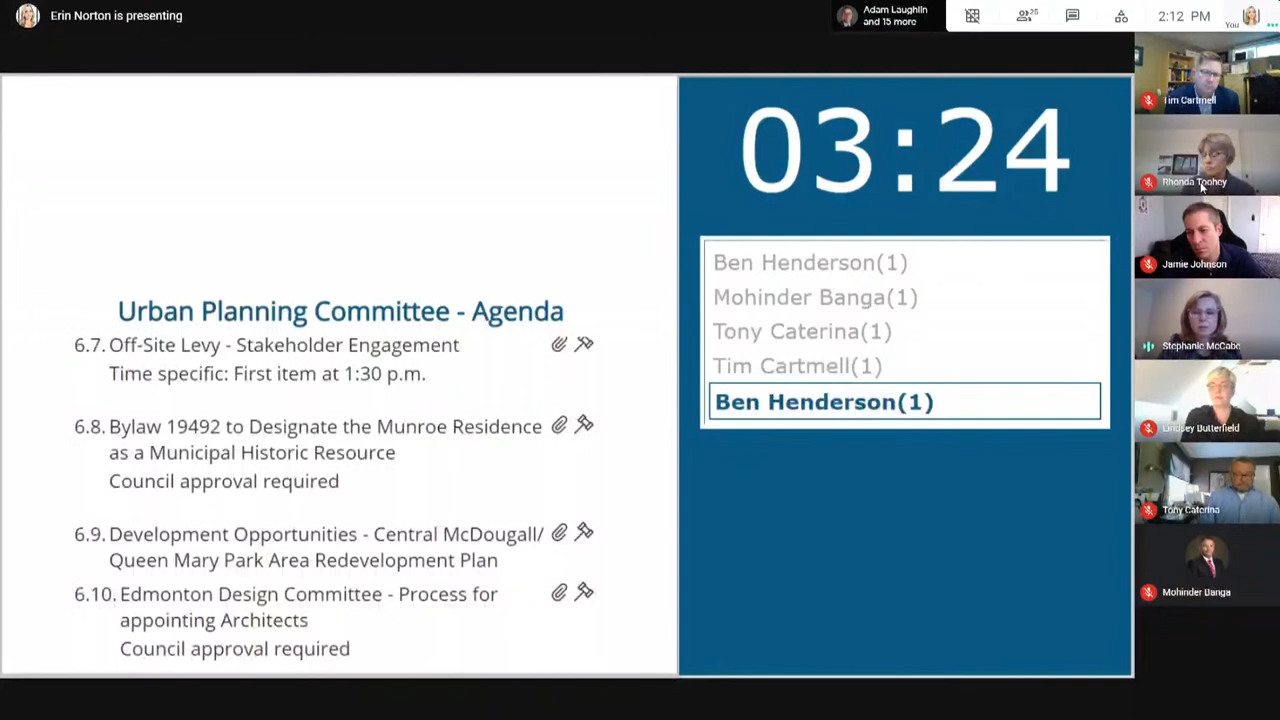 Erin Norton is presenting
Adam Laughlin
and 15 more
25
2:12 PM
You
03:24
Ben Henderson(1)
Mohinder Banga(1)
Tony Caterina(1)
Tim Cartmell(1)
Ben Henderson(1)
Urban Planning Committee - Agenda
6.7. Off-Site Levy - Stakeholder Engagement
Time specific: First item at 1:30 p.m.
6.8. Bylaw 19492 to Designate the Munroe Residence
as a Municipal Historic Resource
Council approval required
6.9. Development Opportunities - Central McDougall/
Queen Mary Park Area Redevelopment Plan
6.10. Edmonton Design Committee - Process for
appointing Architects
Council approval required
Tim Cartmell
Rhonda Toohey
Jamie Johnson
Stephanie McCabe
Lindsey Butterfield
Tony Caterina
Mohinder Banga